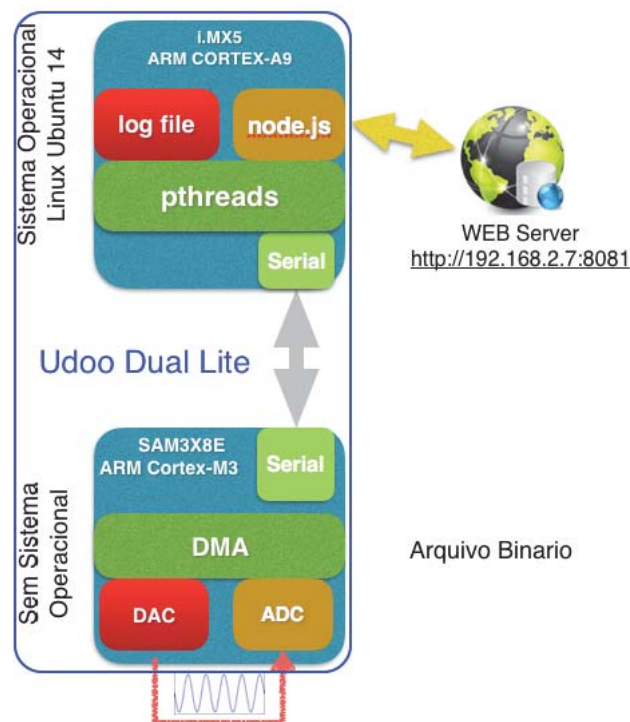 Sistema Operacional
Linux Ubuntu 14
i.MX5
ARM CORTEX-A9
log file
node.js
pthreads
Serial
WEB Server
http://192.168.2.7:8081
Udoo Dual Lite
Sem Sistema
Operacional
SAM3X8E
ARM Cortex-M3
Serial
DMA
DAC
ADC
Arquivo Binario